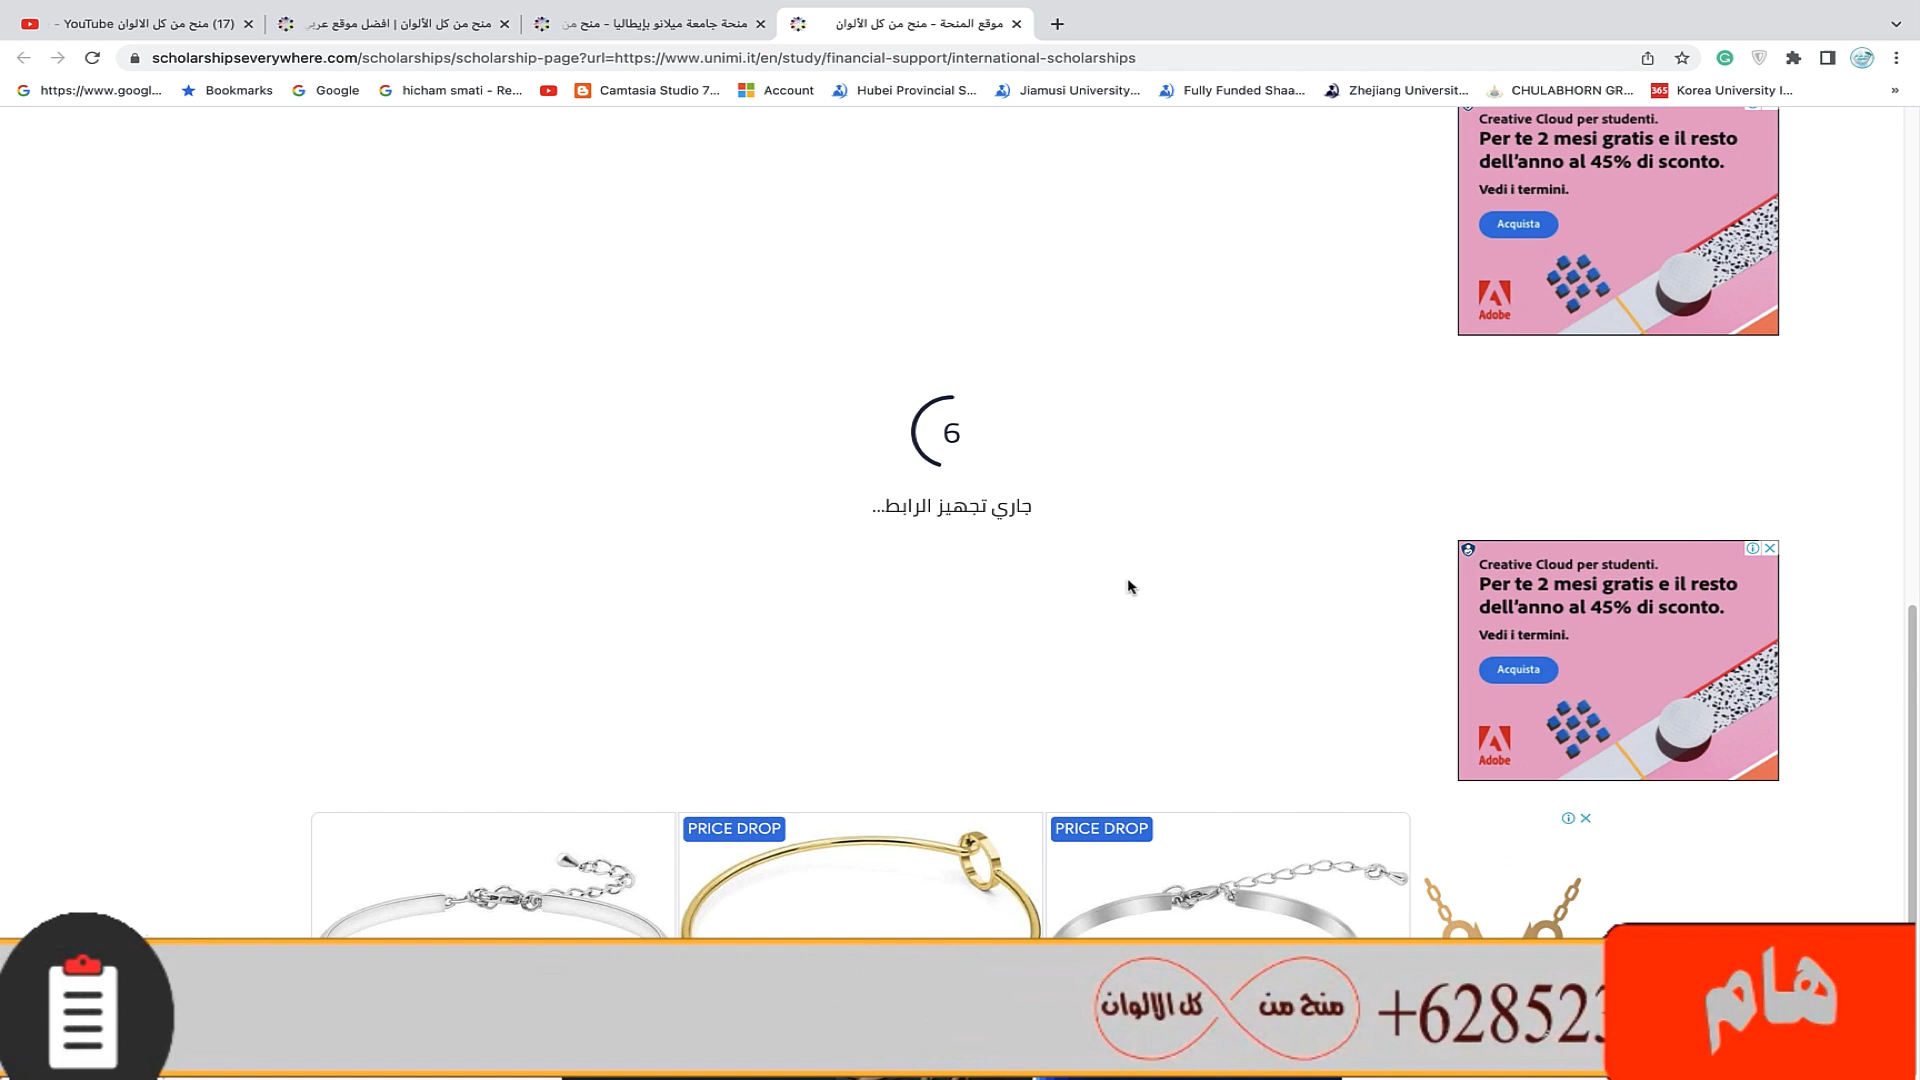 (17) منح من كل الالوان - YouTube
منح من كل الألوان | افضل موقع عربي
منحة جامعة ميلانو بإيطاليا - منح من
موقع المنحة - منح من كل الألوان
scholarshipseverywhere.com/scholarships/scholarship-page?url=https://www.unimi.it/en/study/financial-support/international-scholarships
https://www.googl...
Bookmarks
Google
hicham smati - Re...
Camtasia Studio 7...
Account
Hubei Provincial S...
Jiamusi University...
Fully Funded Shaa...
Zhejiang Universit...
CHULABHORN GR...
365
Korea University I...
»
Creative Cloud per studenti.
Per te 2 mesi gratis e il resto
dell'anno al 45% di sconto.
Vedi i termini.
Acquista
Adobe
6
جاري تجهيز الرابط...
Creative Cloud per studenti.
Per te 2 mesi gratis e il resto
dell'anno al 45% di sconto.
Vedi i termini.
Acquista
Adobe
PRICE DROP
PRICE DROP
منح من كل الالوان
+628523
هام